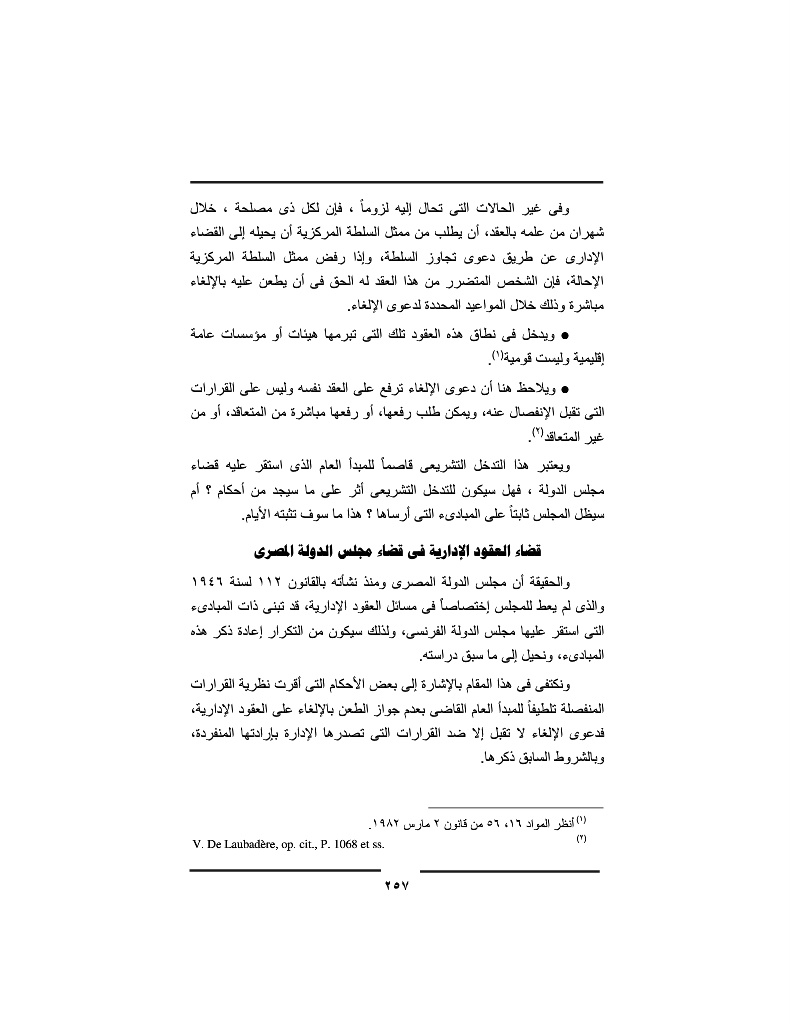 وفى غير الحالات التى تحال إليه لزوماً ، فإن لكل ذى مصلحة ، خلال
شهران من علمه بالعقد، أن يطلب من ممثل السلطة المركزية أن يحيله إلى القضاء
الإدارى عن طريق دعوى تجاوز السلطة، وإذا رفض ممثل السلطة المركزية
الإحالة، فإن الشخص المتضرر من هذا العقد له الحق فى أن يطعن عليه بالإلغاء
مباشرة وذلك خلال المواعيد المحددة لدعوى الإلغاء.
● ويدخل فى نطاق هذه العقود تلك التى تبرمها هيئات أو مؤسسات عامة
إقليمية وليست قومية(١).
● ويلاحظ هنا أن دعوى الإلغاء ترفع على العقد نفسه وليس على القرارات
التى تقبل الإنفصال عنه، ويمكن طلب رفعها، أو رفعها مباشرة من المتعاقد، أو من
غير المتعاقد(٢).
ويعتبر هذا التدخل التشريعى قاصماً للمبدأ العام الذى استقر عليه قضاء
مجلس الدولة ، فهل سيكون للتدخل التشريعى أثر على ما سيجد من أحكام ؟ أم
سيظل المجلس ثابتاً على المبادىء التى أرساها ؟ هذا ما سوف تثبته الأيام.
قضاء العقود الإدارية فى قضاء مجلس الدولة المصرى
والحقيقة أن مجلس الدولة المصرى ومنذ نشأته بالقانون ١١٢ لسنة ١٩٤٦
والذى لم يعط للمجلس إختصاصاً فى مسائل العقود الإدارية، قد تبنى ذات المبادىء
التى استقر عليها مجلس الدولة الفرنسى، ولذلك سيكون من التكرار إعادة ذكر هذه
المبادىء، ونحيل إلى ما سبق دراسته.
ونكتفى فى هذا المقام بالإشارة إلى بعض الأحكام التى أقرت نظرية القرارات
المنفصلة تلطيفاً للمبدأ العام القاضى بعدم جواز الطعن بالإلغاء على العقود الإدارية،
فدعوى الإلغاء لا تقبل إلا ضد القرارات التى تصدرها الإدارة بإرادتها المنفردة،
وبالشروط السابق ذكرها.
(١) أنظر المواد ١٦، ٥٦ من قانون ٢ مارس ١٩٨٢.
(٢) V. De Laubadère, op. cit., P. 1068 et ss.
٢٥٧